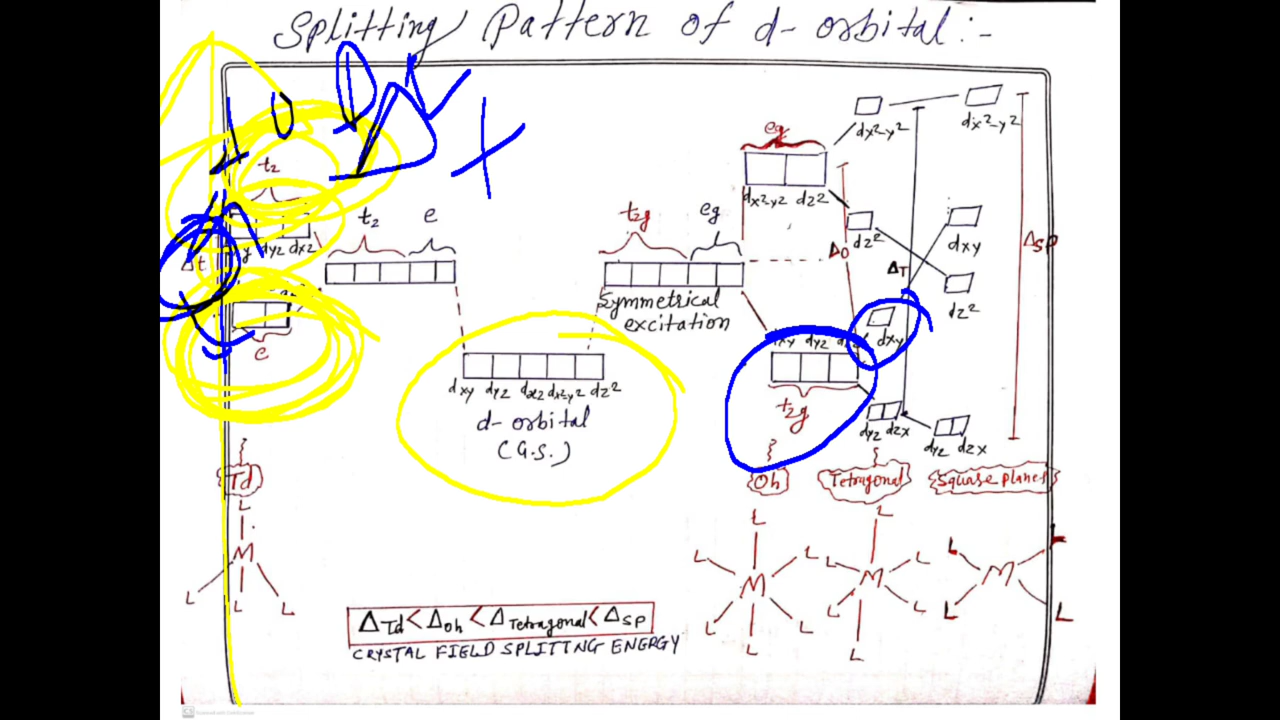 Splitting Pattern of d-orbital:-
t₂
dyz dxz
Δt
e
t₂ e
t₂g eg
Symmetrical
excitation
dxy dyz dxz dx²-y² dz²
d-orbital
(G.S.)
eg
dx²-y² dz²
Δo
dxy dyz
t₂g
dx²-y²
dz²
ΔT
dxy
dyz dzx
dx²-y²
dxy
dz²
dyz dzx
ΔSP
Td
Oh
Tetragonal
Square planes
L
M
L L L
L
L L
M
L L
L
L
L L
M
L L
L
L L
M
L L
ΔTd < Δoh < ΔTetragonal < ΔSP
CRYSTAL FIELD SPLITTING ENERGY